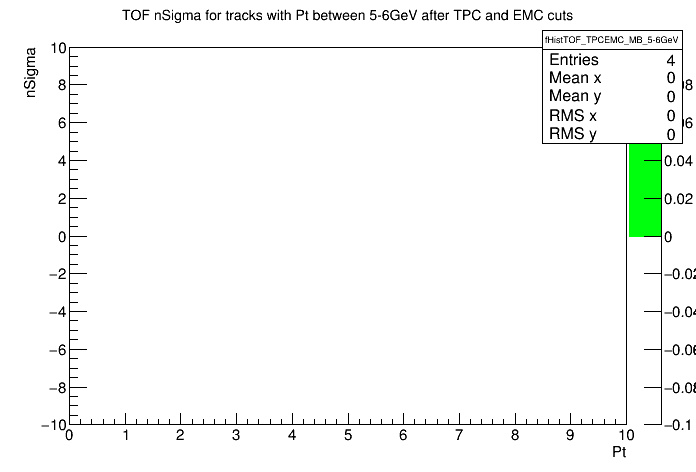 TOF nSigma for tracks with Pt between 5-6GeV after TPC and EMC cuts
fHistTOF_TPCEMC_MB_5-6GeV
Entries 4
Mean x 0
Mean y 0
RMS x 0
RMS y 0
nSigma
10
8
6
4
2
0
−2
−4
−6
−8
−10
0 1 2 3 4 5 6 7 8 9 10
Pt
8
6
0.04
0.02
0
−0.02
−0.04
−0.06
−0.08
−0.1